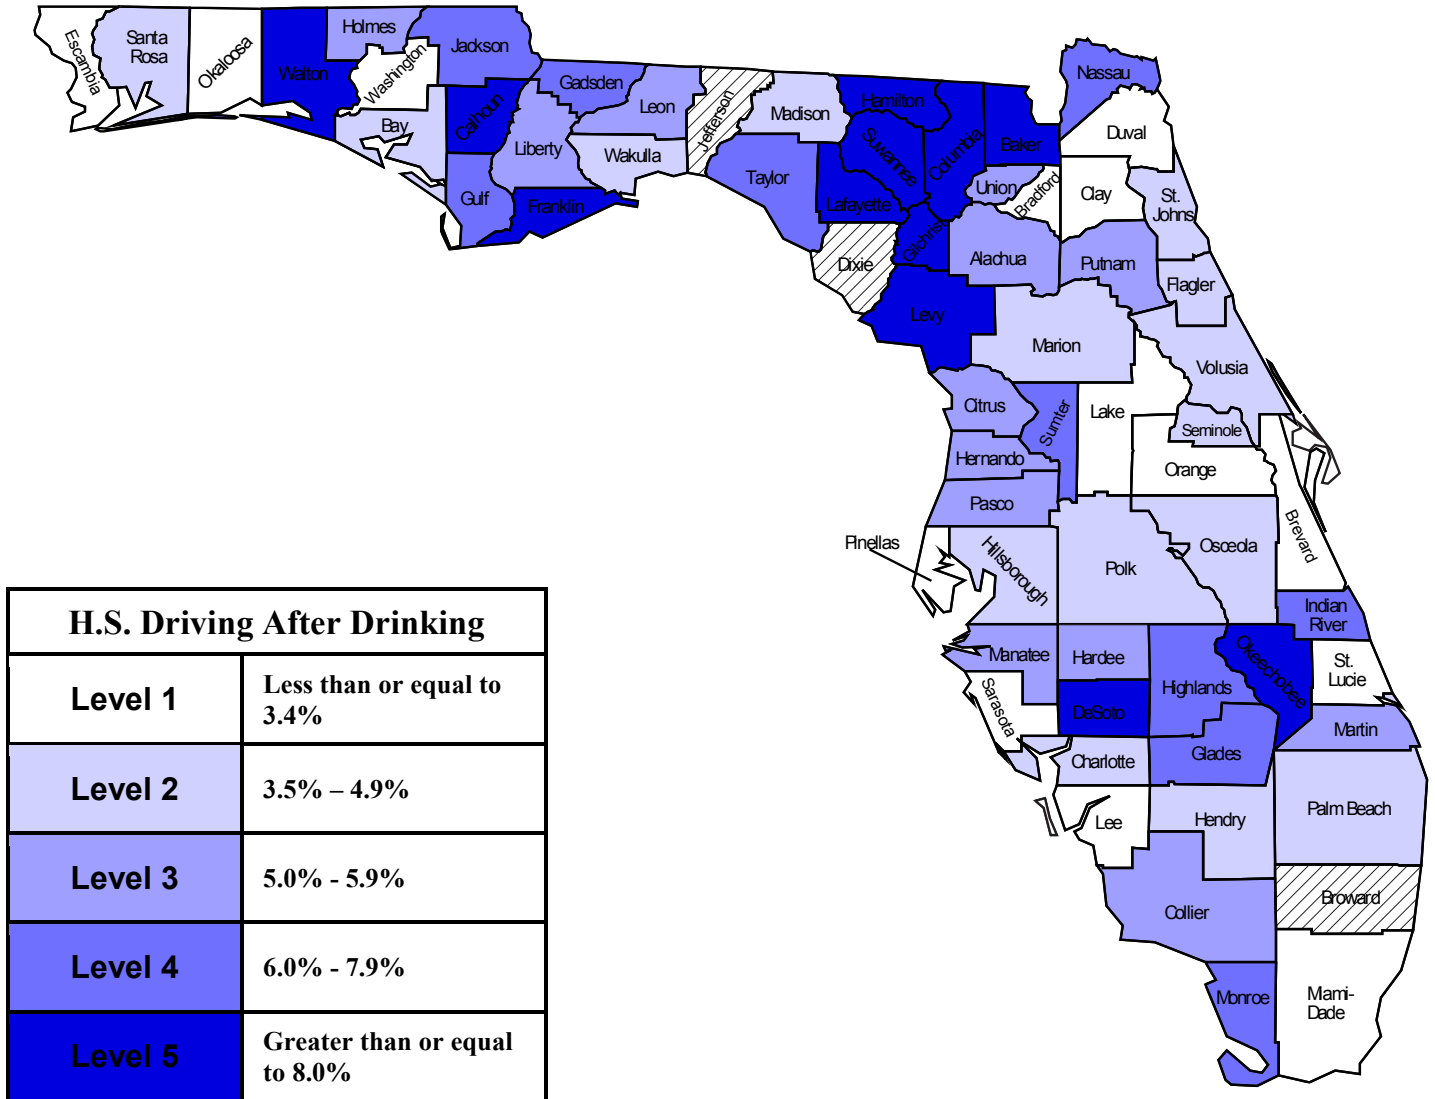 Escambia
Santa
Rosa
Okaloosa
Walton
Holmes
Washington
Jackson
Bay
Calhoun
Gulf
Gadsden
Liberty
Franklin
Leon
Wakulla
Jefferson
Madison
Taylor
Hamilton
Suwannee
Lafayette
Columbia
Gilchrist
Dixie
Baker
Union
Bradford
Nassau
Duval
Clay
St.
Johns
Alachua
Putnam
Flagler
Levy
Marion
Volusia
Citrus
Sumter
Lake
Seminole
Hernando
Orange
Pasco
Brevard
Pinellas
Hillsborough
Polk
Osceola
Indian
River
Manatee
Hardee
Highlands
Okeechobee
St.
Lucie
Sarasota
DeSoto
Martin
Charlotte
Glades
Lee
Hendry
Palm Beach
Collier
Broward
Monroe
Miami-
Dade
H.S. Driving After Drinking
Level 1
Less than or equal to
3.4%
Level 2
3.5% – 4.9%
Level 3
5.0% - 5.9%
Level 4
6.0% - 7.9%
Level 5
Greater than or equal
to 8.0%